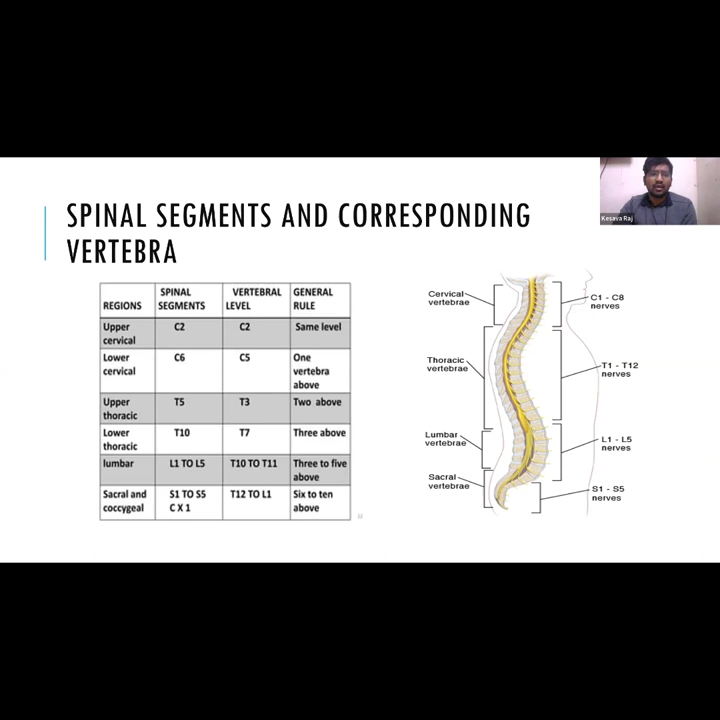 SPINAL SEGMENTS AND CORRESPONDING
VERTEBRA
Kesava Raj
REGIONS SPINAL SEGMENTS VERTEBRAL LEVEL GENERAL RULE
Upper cervical C2 C2 Same level
Lower cervical C6 C5 One vertebra above
Upper thoracic T5 T3 Two above
Lower thoracic T10 T7 Three above
lumbar L1 TO L5 T10 TO T11 Three to five above
Sacral and coccygeal S1 TO S5 C X 1 T12 TO L1 Six to ten above
Cervical
vertebrae
C1 - C8
nerves
Thoracic
vertebrae
T1 - T12
nerves
Lumbar
vertebrae
L1 - L5
nerves
Sacral
vertebrae
S1 - S5
nerves